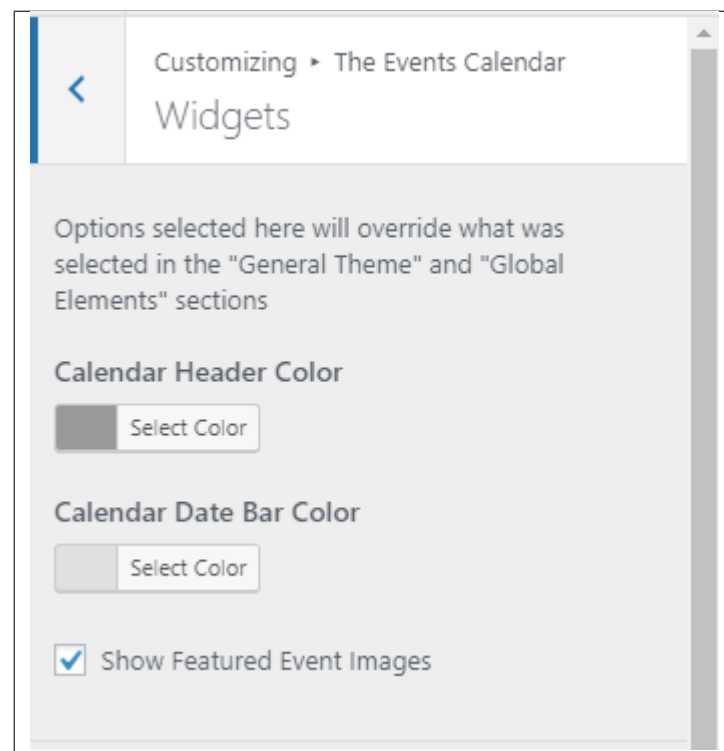 Customizing ▸ The Events Calendar
Widgets
Options selected here will override what was
selected in the "General Theme" and "Global
Elements" sections
Calendar Header Color
Select Color
Calendar Date Bar Color
Select Color
Show Featured Event Images